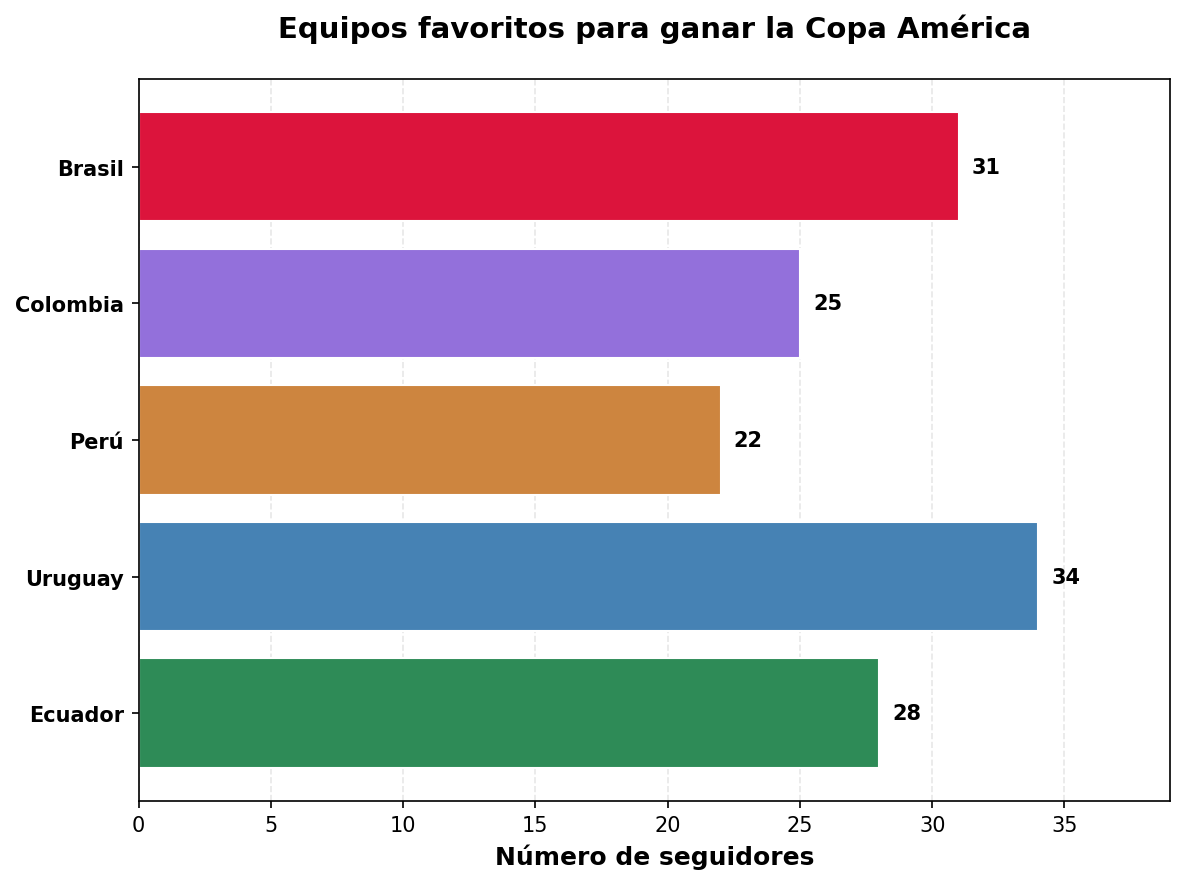 Equipos favoritos para ganar la Copa América
Brasil
31
Colombia
25
Perú
22
Uruguay
34
Ecuador
28
0 5 10 15 20 25 30 35
Número de seguidores